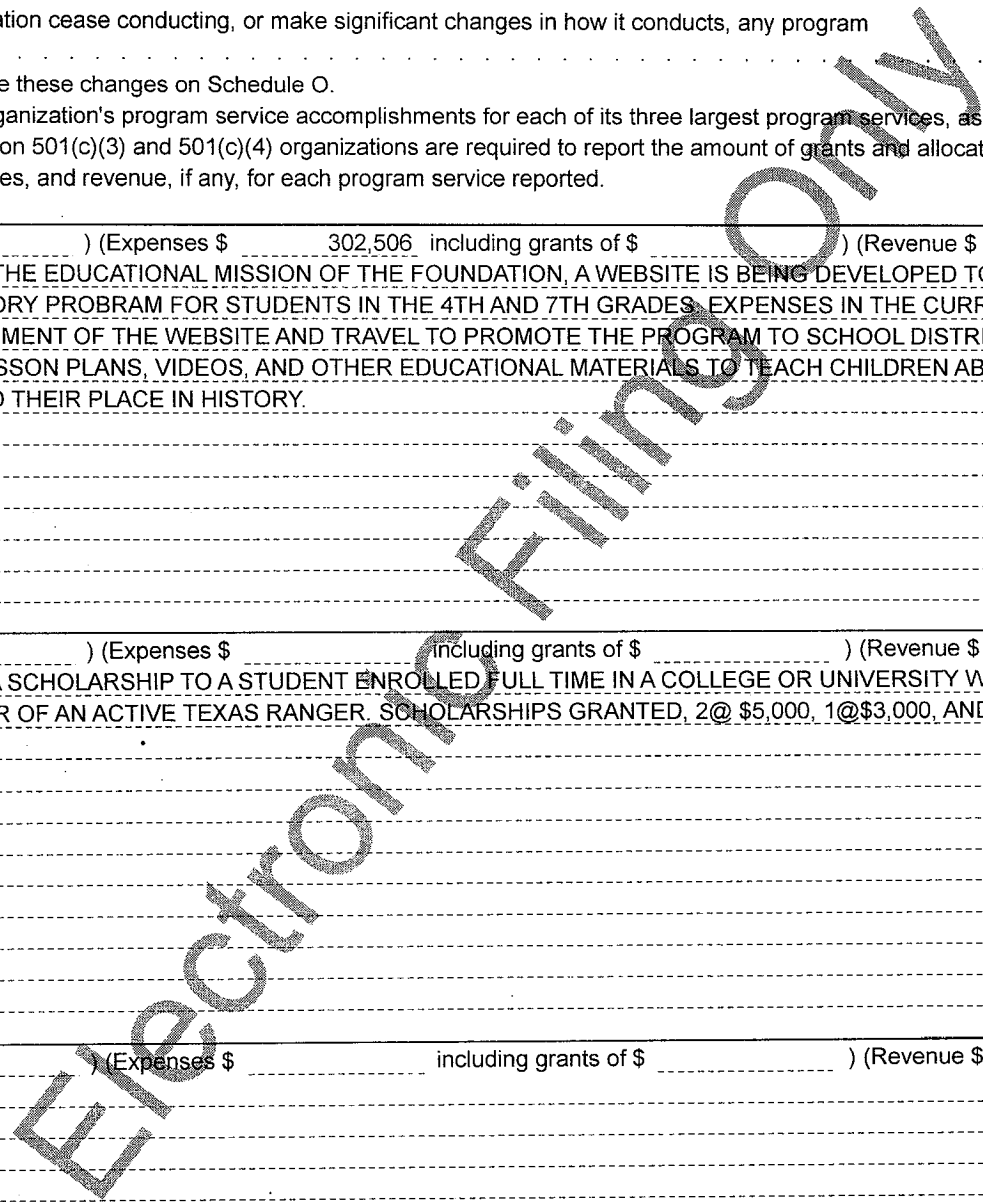 ation cease conducting, or make significant changes in how it conducts, any program
e these changes on Schedule O.
ganization's program service accomplishments for each of its three largest program services, as
on 501(c)(3) and 501(c)(4) organizations are required to report the amount of grants and allocat
es, and revenue, if any, for each program service reported.
) (Expenses $ 302,506 including grants of $ ) (Revenue $
THE EDUCATIONAL MISSION OF THE FOUNDATION, A WEBSITE IS BEING DEVELOPED TO
ORY PROBRAM FOR STUDENTS IN THE 4TH AND 7TH GRADES. EXPENSES IN THE CURR
MENT OF THE WEBSITE AND TRAVEL TO PROMOTE THE PROGRAM TO SCHOOL DISTRI
SSON PLANS, VIDEOS, AND OTHER EDUCATIONAL MATERIALS TO TEACH CHILDREN AB
O THEIR PLACE IN HISTORY.
) (Expenses $ including grants of $ ) (Revenue $
A SCHOLARSHIP TO A STUDENT ENROLLED FULL TIME IN A COLLEGE OR UNIVERSITY W
R OF AN ACTIVE TEXAS RANGER. SCHOLARSHIPS GRANTED, 2@ $5,000, 1@$3,000, AND
) (Expenses $ including grants of $ ) (Revenue $
Electronic Filing Only